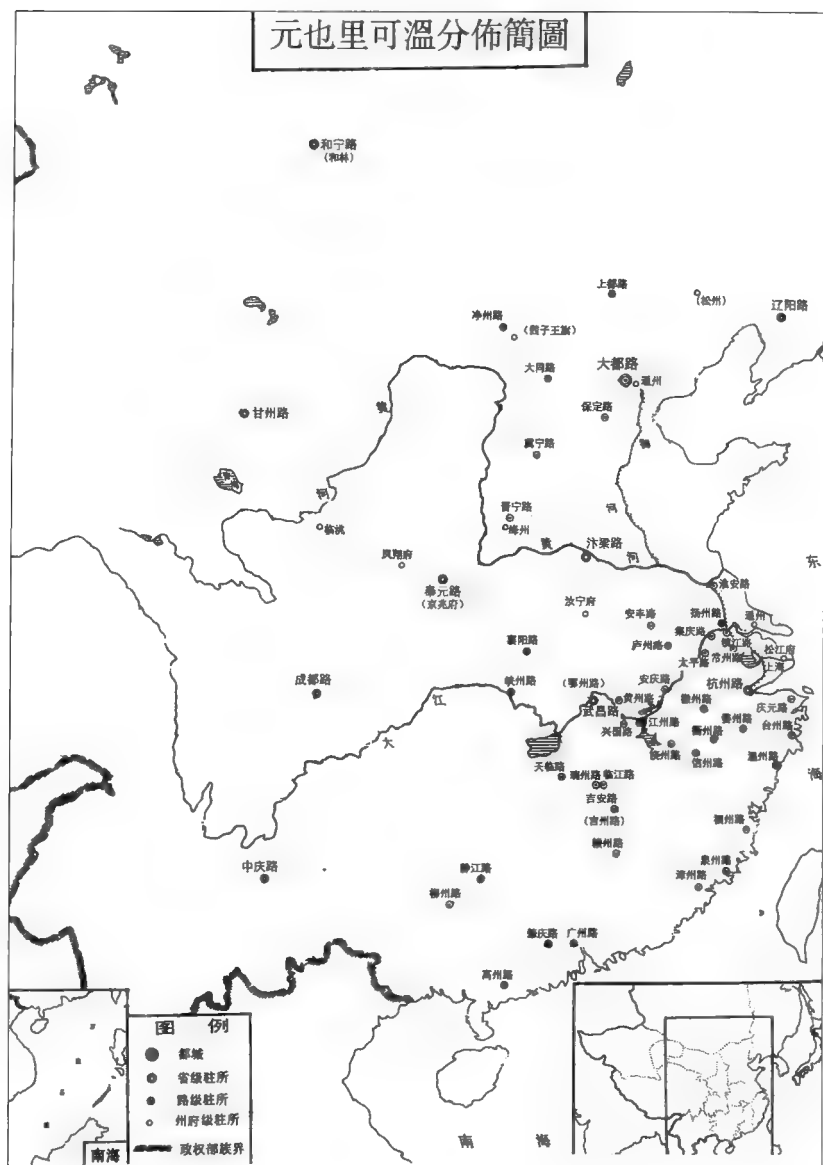 元也里可溫分佈簡圖
和宁路
(和林)
上都路
(松州)
辽阳路
净州路
(四子王旗)
大同路
大都路
通州
保定路
甘州路
黄
河
冀宁路
河
临洮
晋宁路
绛州
凤翔府
奉元路
(京兆府)
黄
河
汴梁路
东
淮安路
汝宁府
安丰路
扬州路
通州
集庆路
镇江路
襄阳路
庐州路
太平路
常州路
松江府
上海
成都路
峡州路
(鄂州路)
黄州路
安庆路
杭州路
武昌路
徽州路
庆元路
大
江
兴国路
江州路
衢州路
婺州路
台州路
饶州路
信州路
温州路
海
天临路
瑞州路
临江路
吉安路
(吉州路)
赣州路
福州路
中庆路
静江路
柳州路
泉州路
漳州路
肇庆路
广州路
高州路
南
海
图 例
都城
省级驻所
路级驻所
州府级驻所
政权部族界
南海